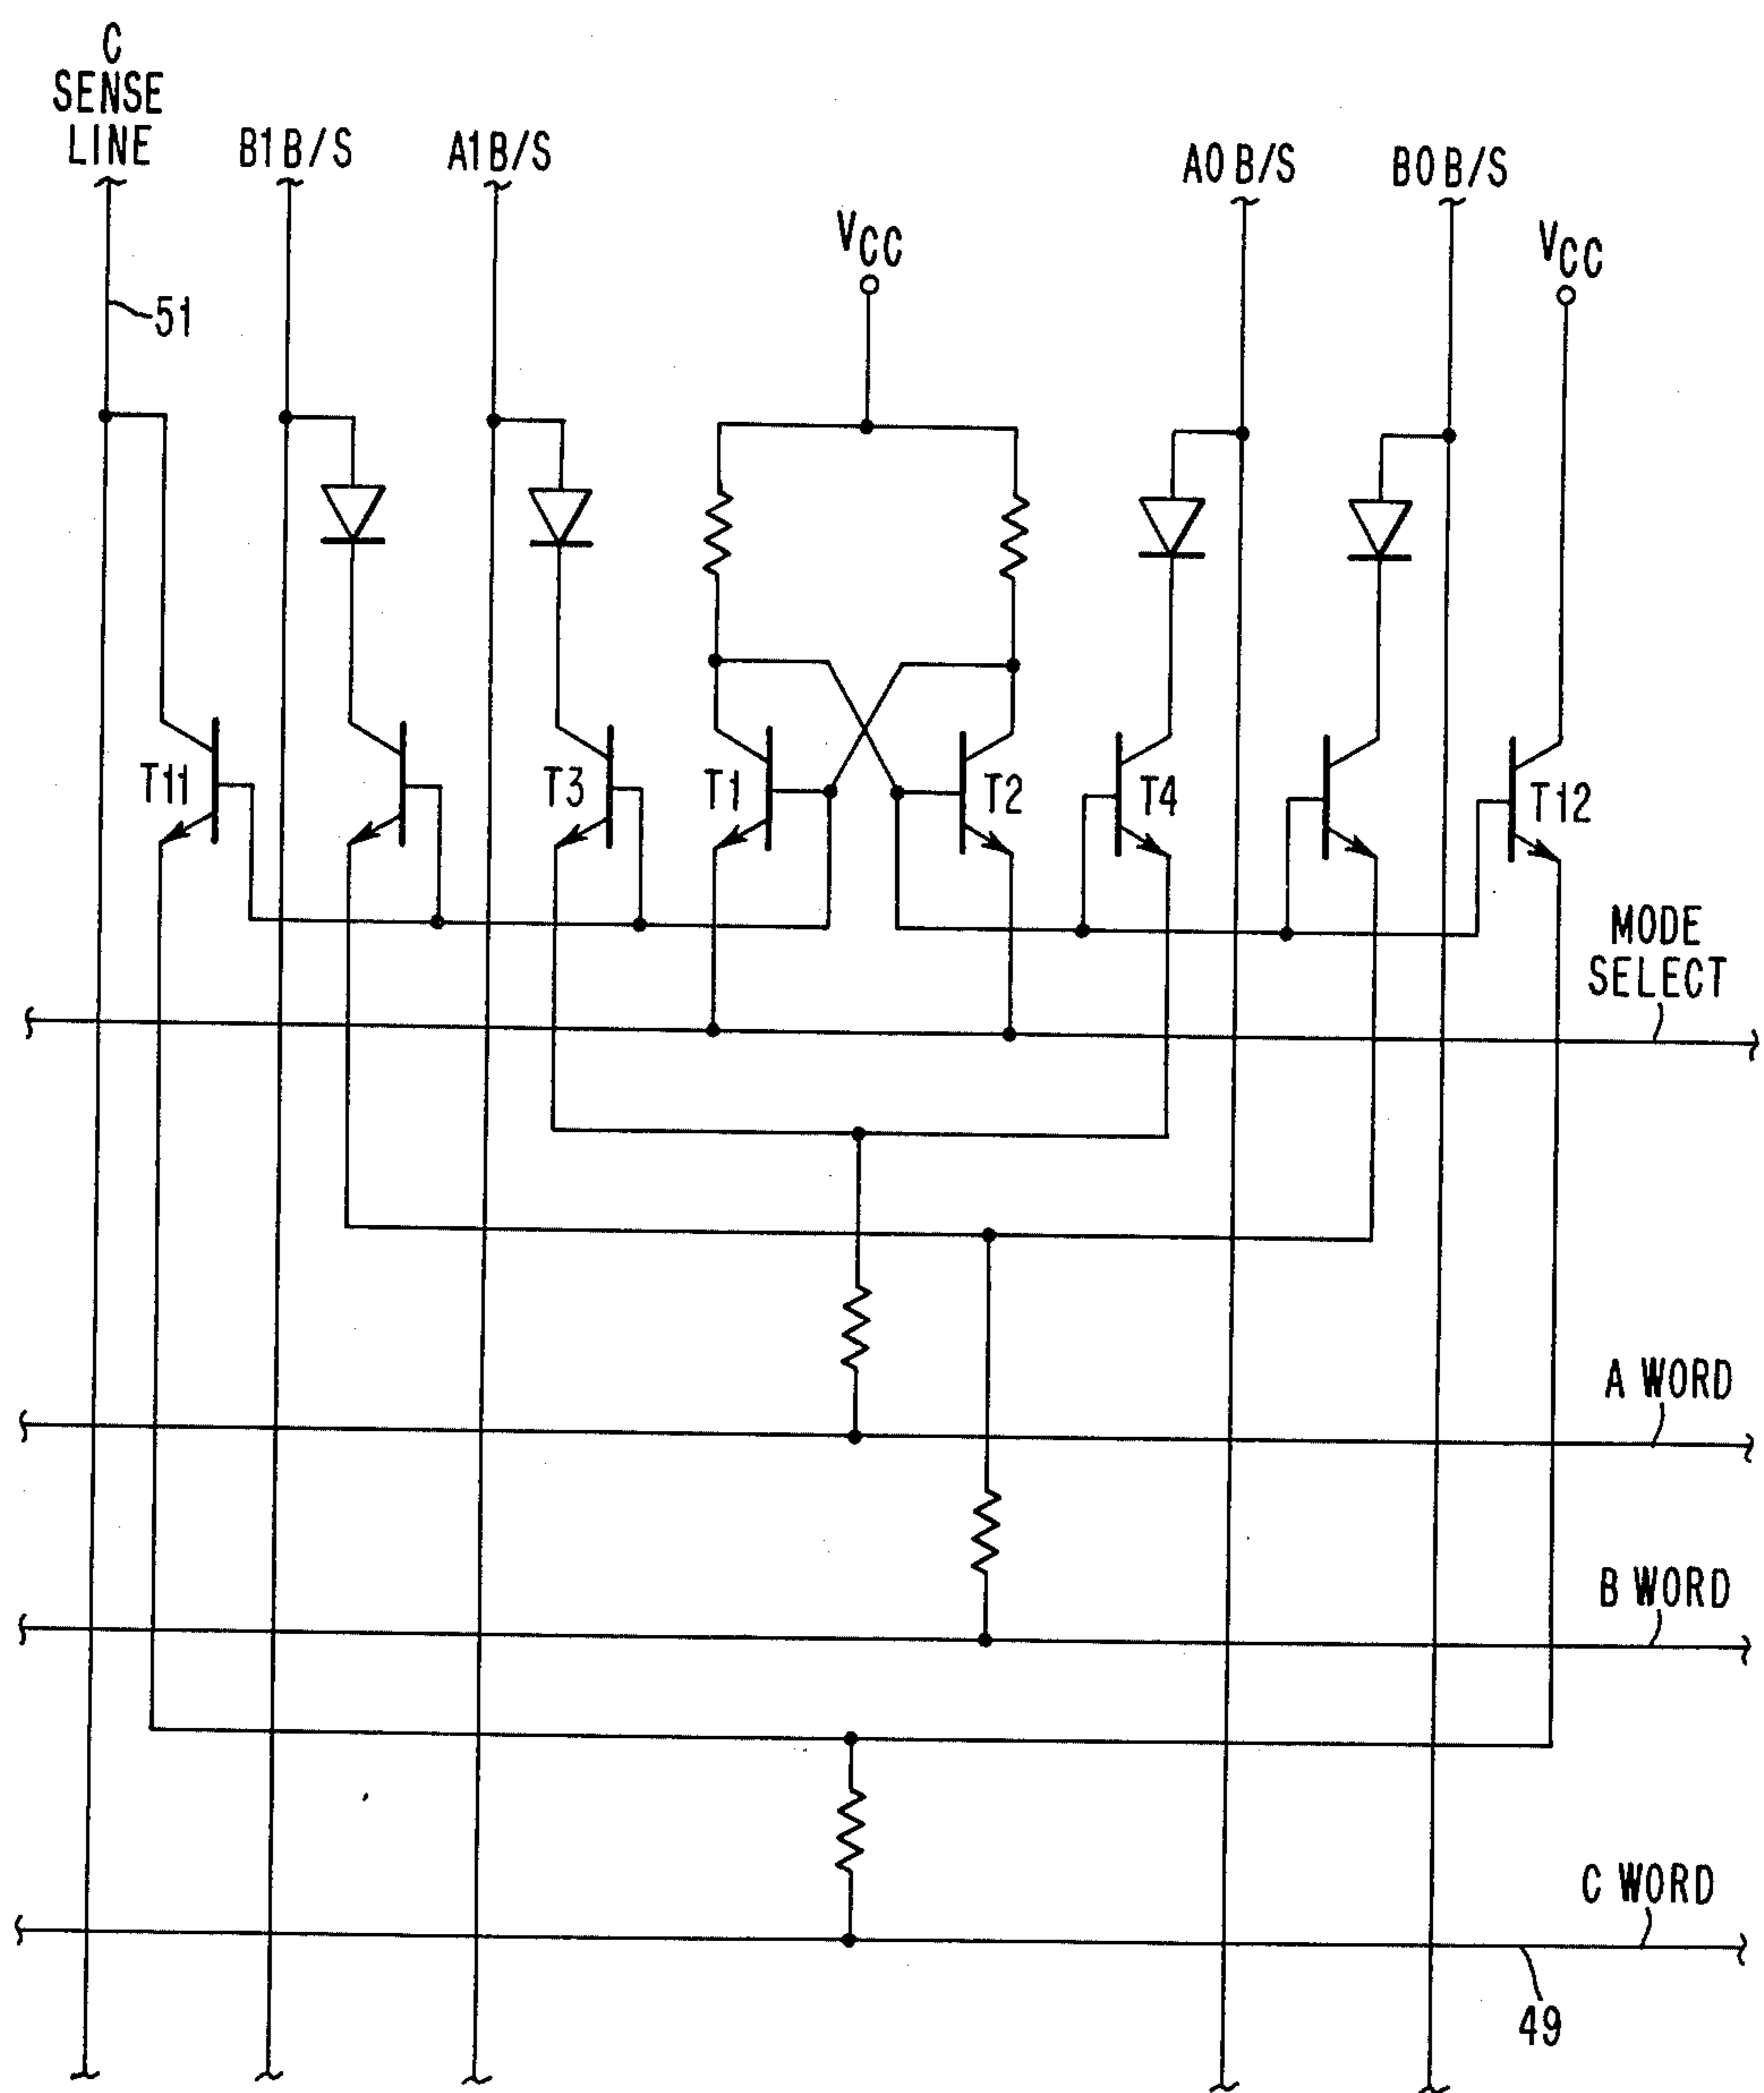 C
SENSE
LINE
B1 B/S
A1 B/S
A0 B/S
B0 B/S
VCC
VCC
51
T11
T3
T1
T2
T4
T12
MODE
SELECT
A WORD
B WORD
C WORD
49